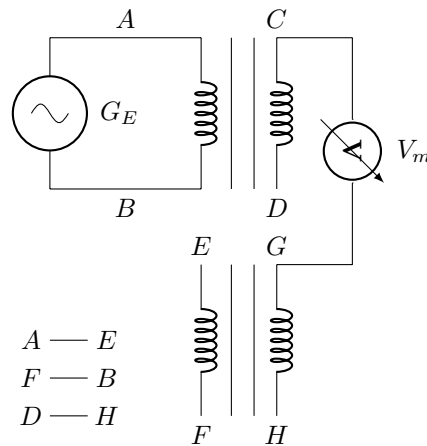 A C
G_E V_m
V
B D
E G
A — E
F — B
D — H
F H